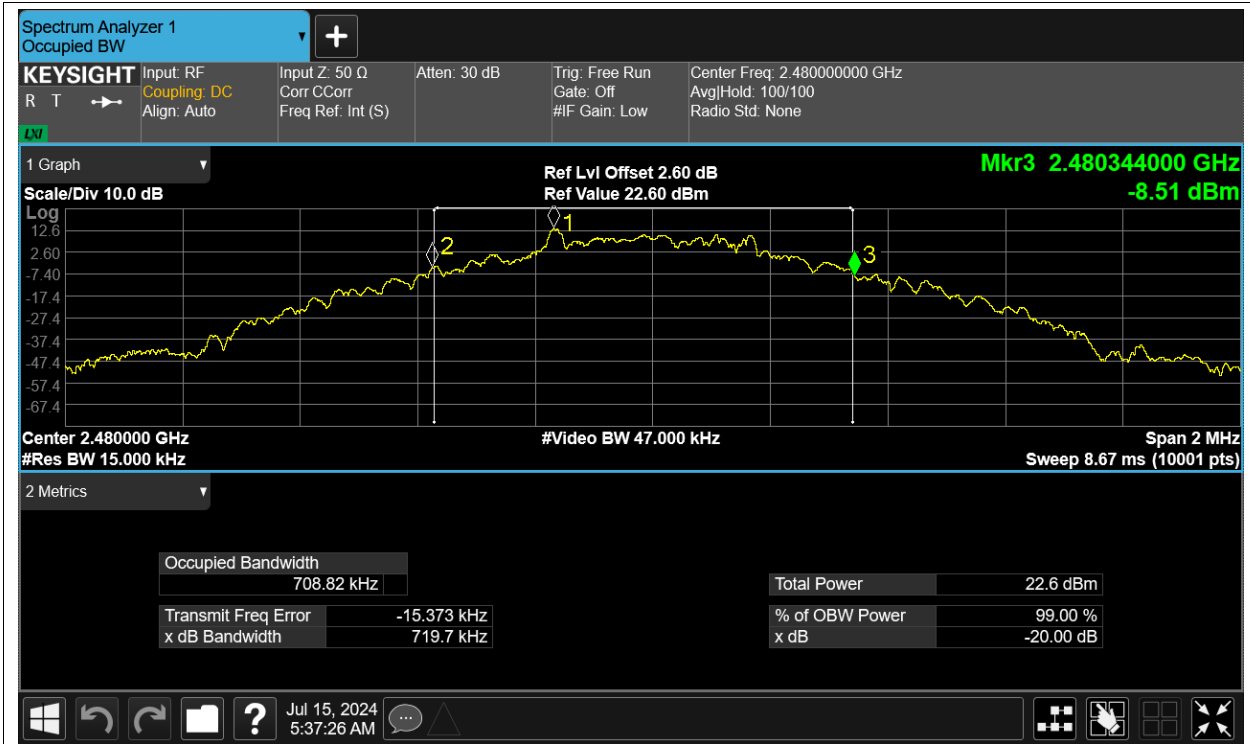 Spectrum Analyzer 1
Occupied BW
+
KEYSIGHT
R T
LXI
Input: RF
Coupling: DC
Align: Auto
Input Z: 50 Ω
Corr CCorr
Freq Ref: Int (S)
Atten: 30 dB
Trig: Free Run
Gate: Off
#IF Gain: Low
Center Freq: 2.480000000 GHz
Avg|Hold: 100/100
Radio Std: None
1 Graph
Scale/Div 10.0 dB
Log
Ref Lvl Offset 2.60 dB
Ref Value 22.60 dBm
Mkr3 2.480344000 GHz
-8.51 dBm
12.6
2.60
-7.40
-17.4
-27.4
-37.4
-47.4
-57.4
-67.4
1
2
3
Center 2.480000 GHz
#Res BW 15.000 kHz
#Video BW 47.000 kHz
Span 2 MHz
Sweep 8.67 ms (10001 pts)
2 Metrics
Occupied Bandwidth
708.82 kHz
Transmit Freq Error -15.373 kHz
x dB Bandwidth 719.7 kHz
Total Power 22.6 dBm
% of OBW Power 99.00 %
x dB -20.00 dB
?
Jul 15, 2024
5:37:26 AM